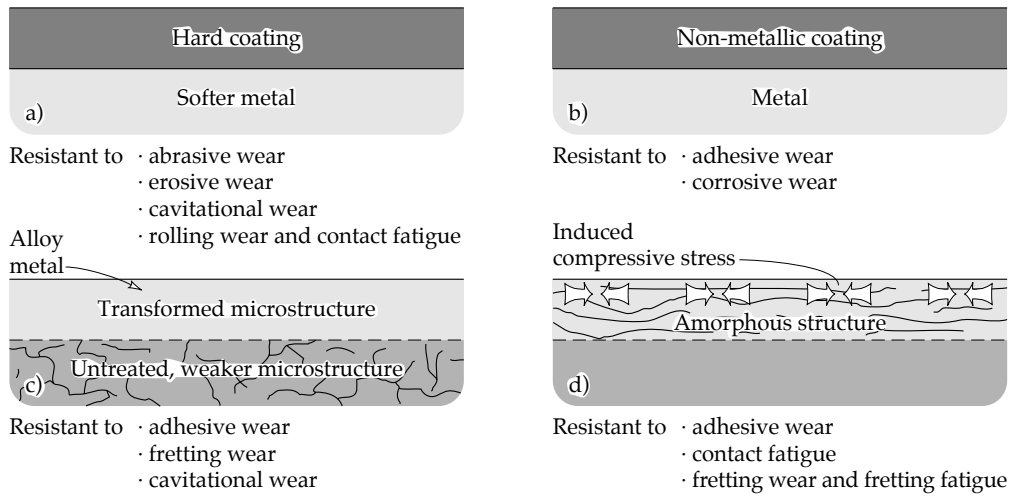 Hard coating
Softer metal
a)
Resistant to · abrasive wear
· erosive wear
· cavitational wear
· rolling wear and contact fatigue
Non-metallic coating
Metal
b)
Resistant to · adhesive wear
· corrosive wear
Alloy
metal
Transformed microstructure
Untreated, weaker microstructure
c)
Resistant to · adhesive wear
· fretting wear
· cavitational wear
Induced
compressive stress
Amorphous structure
d)
Resistant to · adhesive wear
· contact fatigue
· fretting wear and fretting fatigue